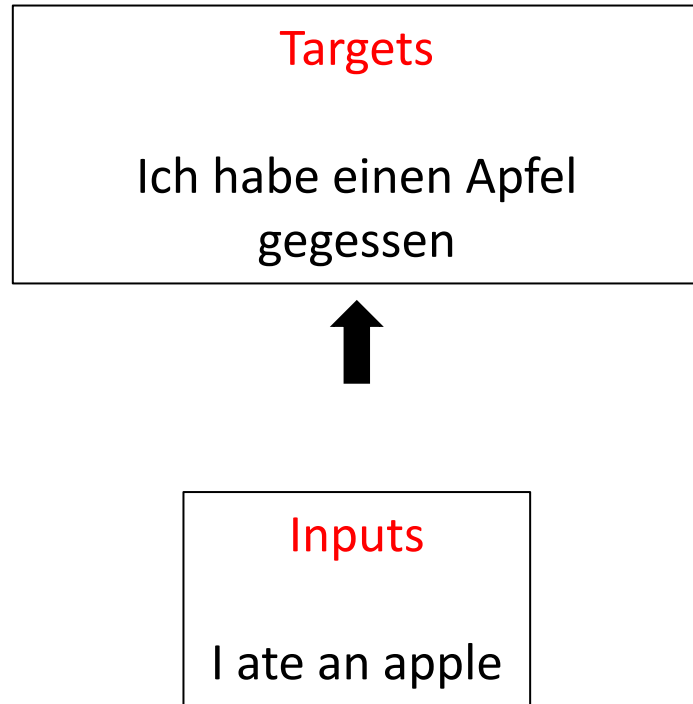 Targets
Ich habe einen Apfel
gegessen
Inputs
I ate an apple